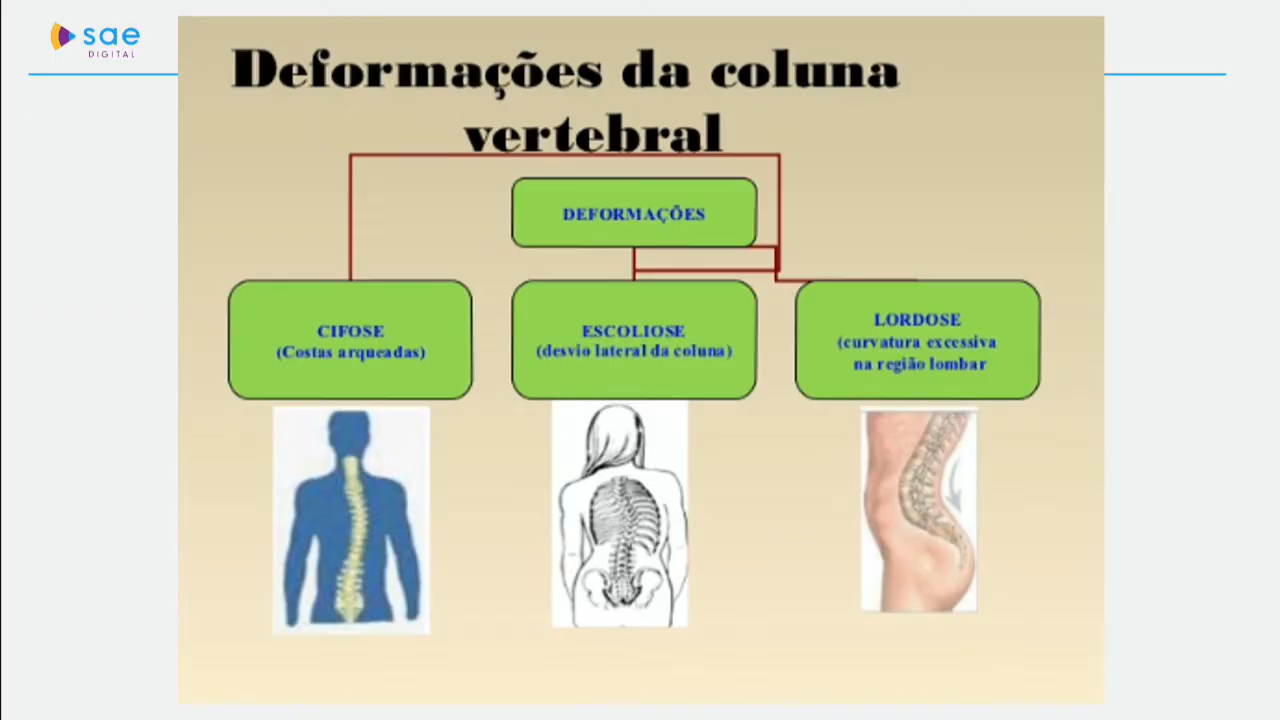 sae
DIGITAL
Deformações da coluna
vertebral
DEFORMAÇÕES
CIFOSE
(Costas arqueadas)
ESCOLIOSE
(desvio lateral da coluna)
LORDOSE
(curvatura excessiva
na região lombar